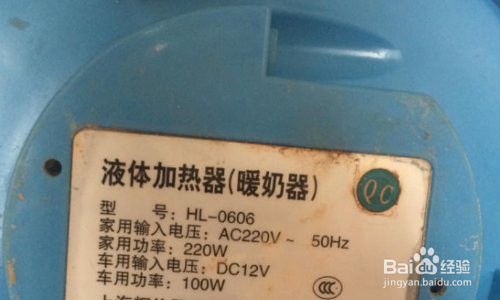 液体加热器(暖奶器)
QC
型 号: HL-0606
家用输入电压: AC220V~ 50Hz
家用功率: 220W
车用输入电压: DC12V
车用功率: 100W
上海
Baidu经验
jingyan.baidu.com